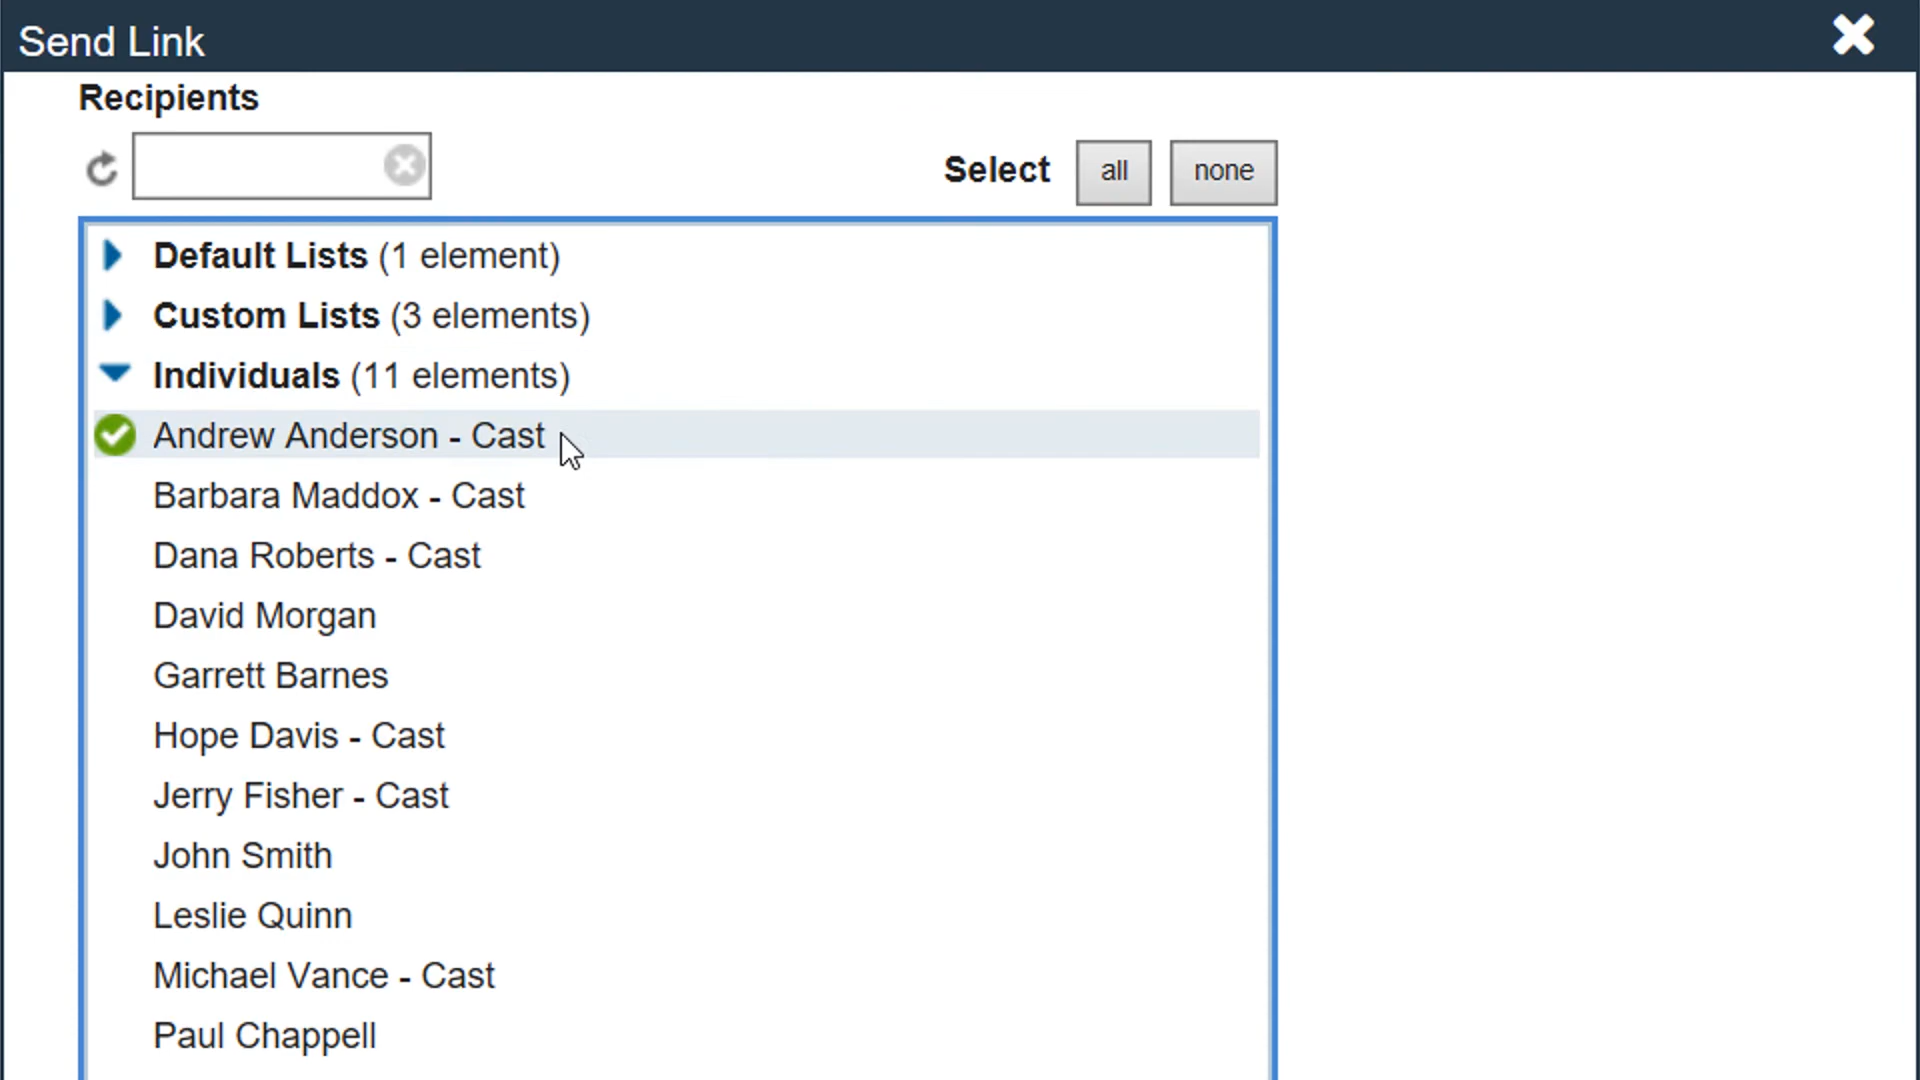 Send Link
Recipients
Select all none
Default Lists (1 element)
Custom Lists (3 elements)
Individuals (11 elements)
Andrew Anderson - Cast
Barbara Maddox - Cast
Dana Roberts - Cast
David Morgan
Garrett Barnes
Hope Davis - Cast
Jerry Fisher - Cast
John Smith
Leslie Quinn
Michael Vance - Cast
Paul Chappell